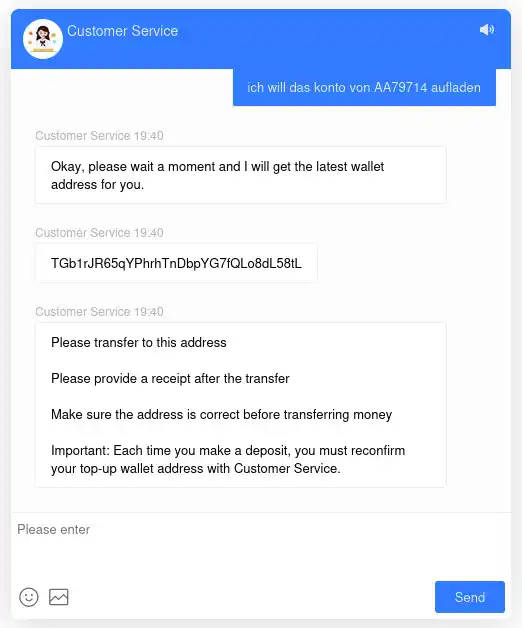 Customer Service
ich will das konto von AA79714 aufladen
Customer Service 19:40
Okay, please wait a moment and I will get the latest wallet
address for you.
Customer Service 19:40
TGb1rJR65qYPhrhTnDbpYG7fQLo8dL58tL
Customer Service 19:40
Please transfer to this address
Please provide a receipt after the transfer
Make sure the address is correct before transferring money
Important: Each time you make a deposit, you must reconfirm
your top-up wallet address with Customer Service.
Please enter
Send